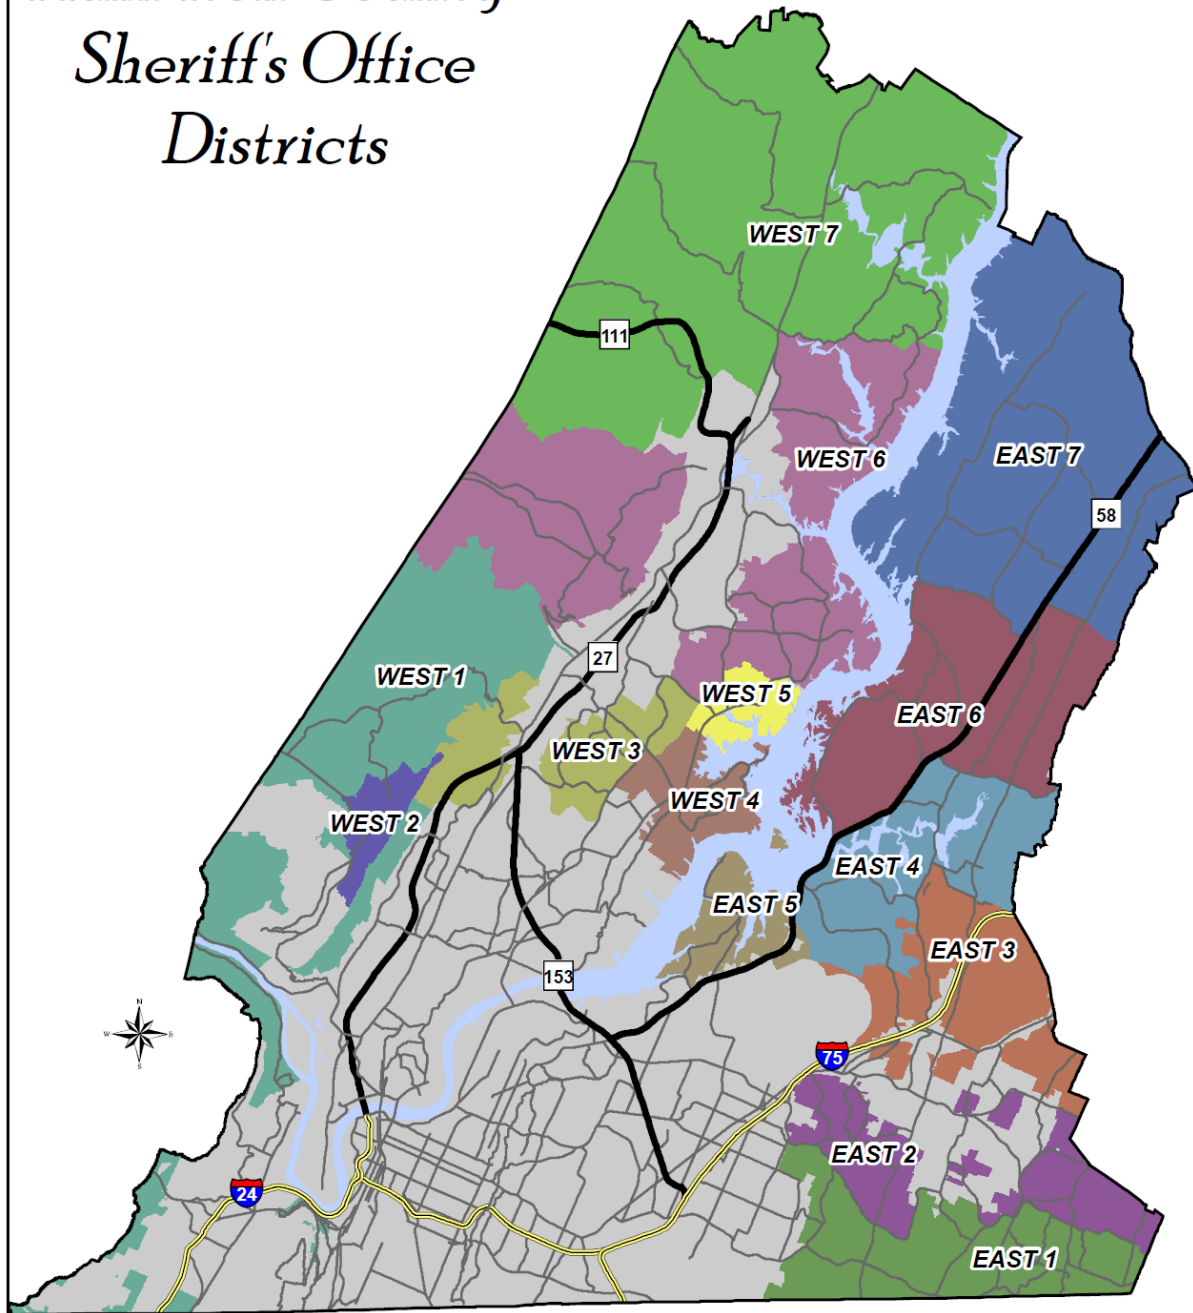 Sheriff's Office
Districts
WEST 7
111
WEST 6
EAST 7
58
27
WEST 1
WEST 5
EAST 6
WEST 3
WEST 4
WEST 2
EAST 4
EAST 5
EAST 3
153
N
W E
S
75
EAST 2
24
EAST 1